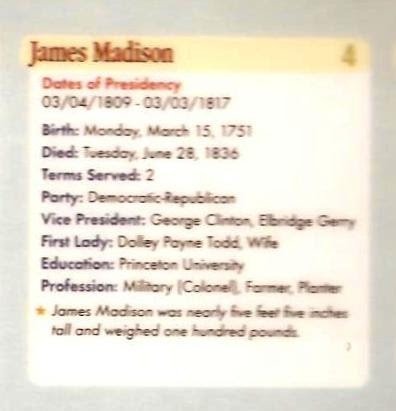 James Madison 4
Dates of Presidency
03/04/1809 - 03/03/1817
Birth: Monday, March 15, 1751
Died: Tuesday, June 28, 1836
Terms Served: 2
Party: Democratic-Republican
Vice President: George Clinton, Elbridge Gerry
First Lady: Dolley Payne Todd, Wife
Education: Princeton University
Profession: Military (Colonel), Farmer, Planter
★ James Madison was nearly five feet five inches
tall and weighed one hundred pounds.